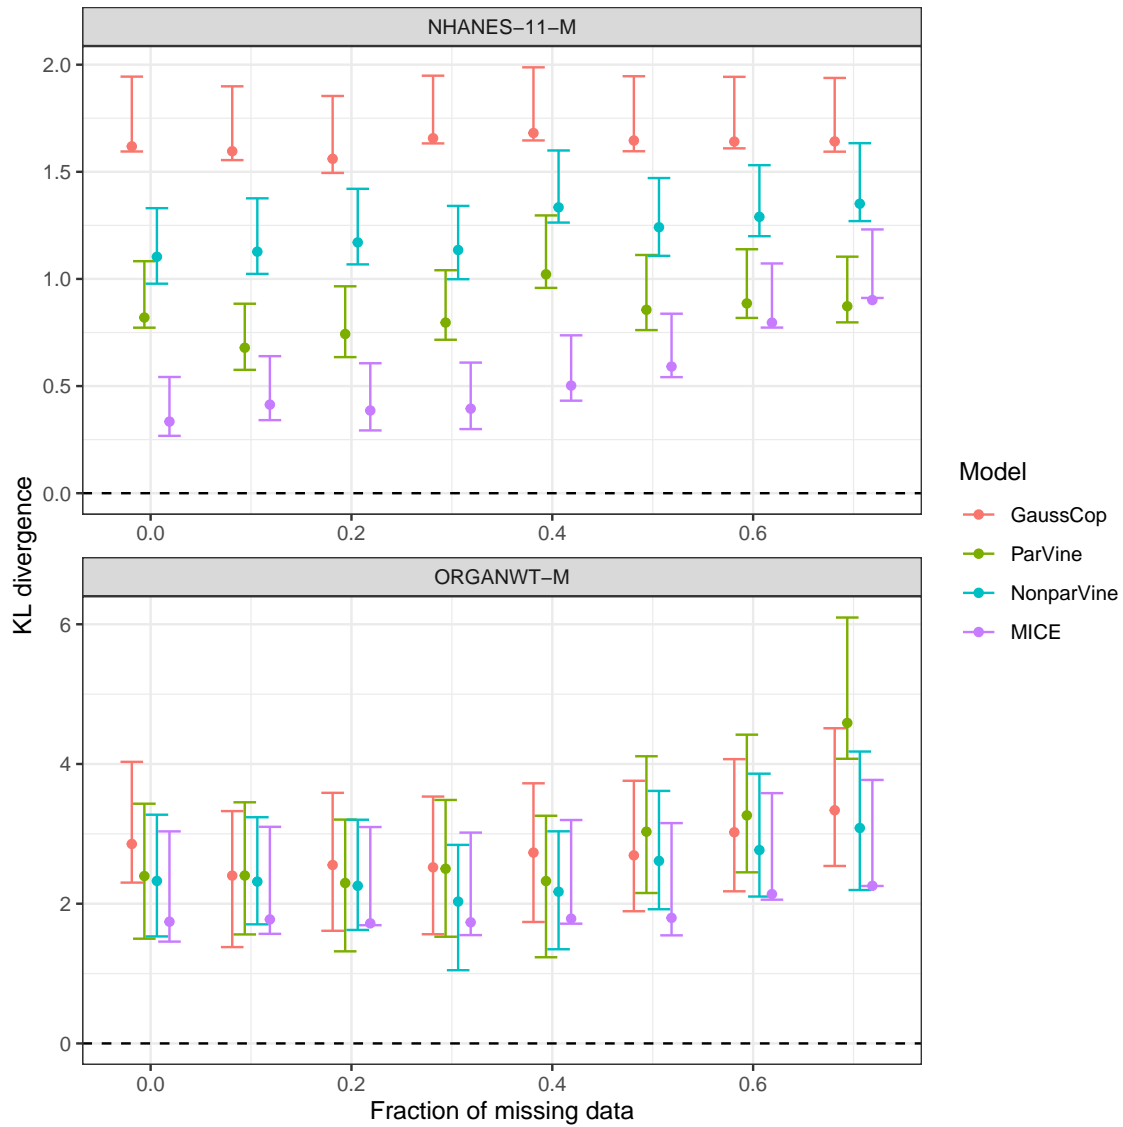 NHANES−11−M
2.0
1.5
1.0
0.5
0.0
0.0 0.2 0.4 0.6
ORGANWT−M
6
4
2
0
0.0 0.2 0.4 0.6
Fraction of missing data
KL divergence
Model
GaussCop
ParVine
NonparVine
MICE